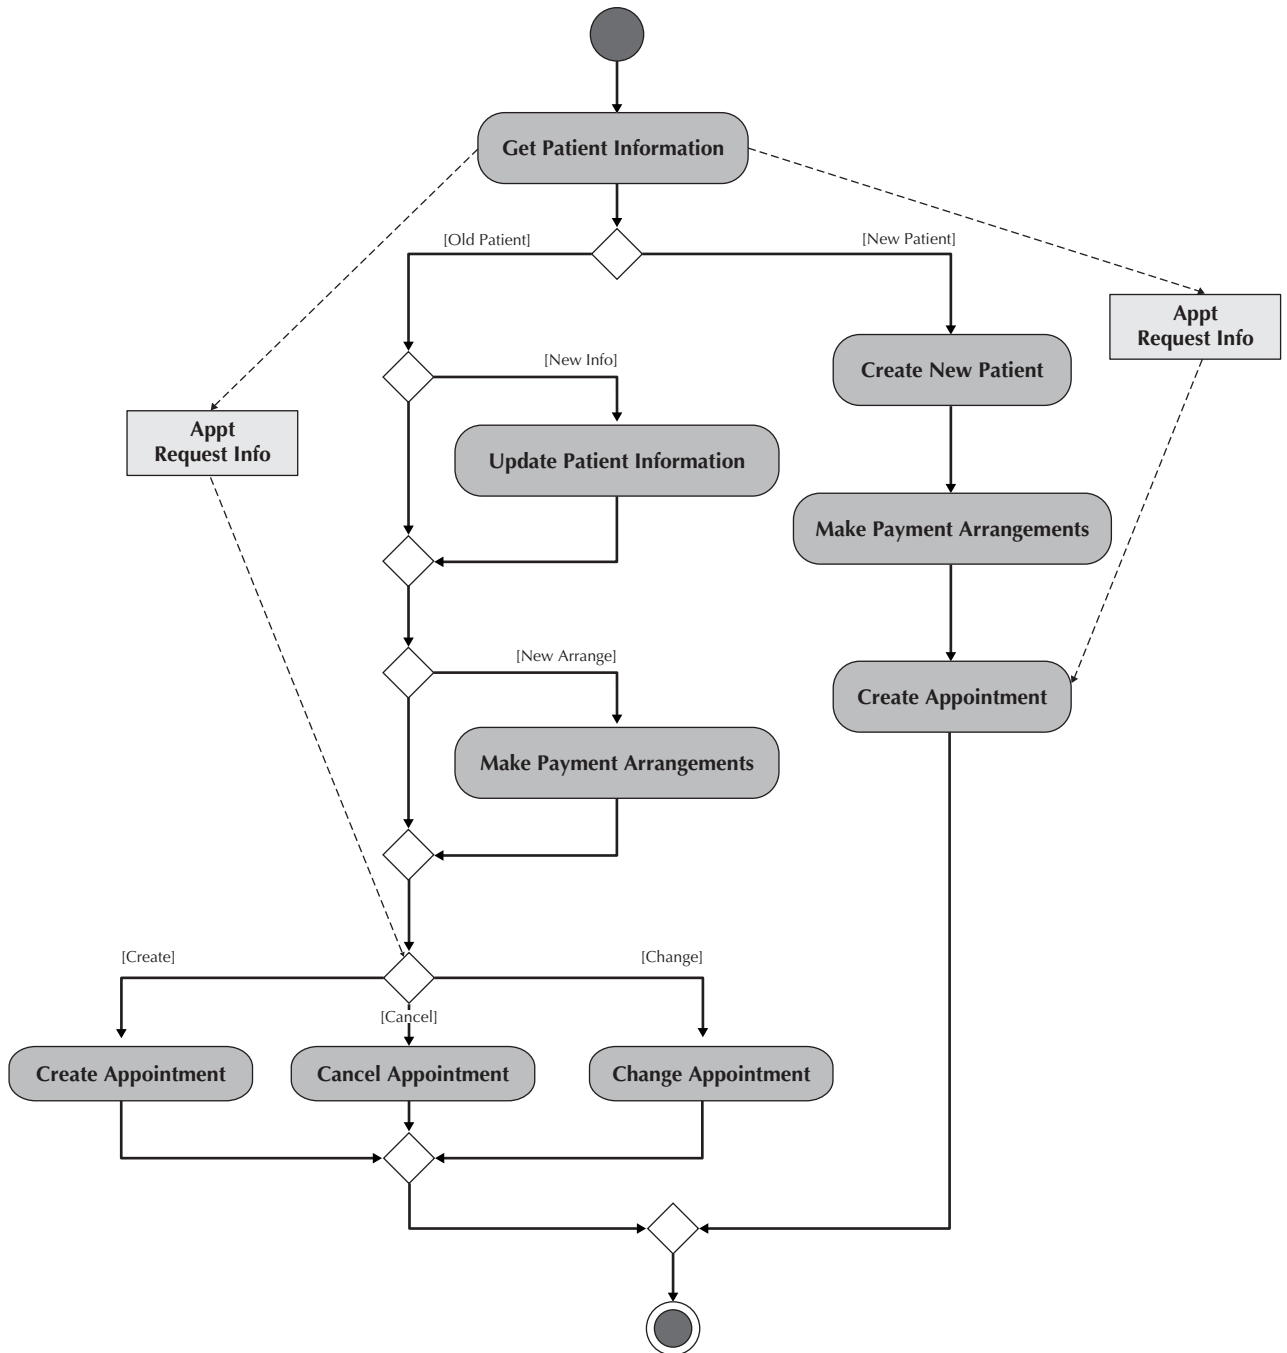 Get Patient Information
[Old Patient]
[New Patient]
Appt
Request Info
[New Info]
Create New Patient
Appt
Request Info
Update Patient Information
Make Payment Arrangements
[New Arrange]
Create Appointment
Make Payment Arrangements
[Create]
[Change]
[Cancel]
Create Appointment
Cancel Appointment
Change Appointment